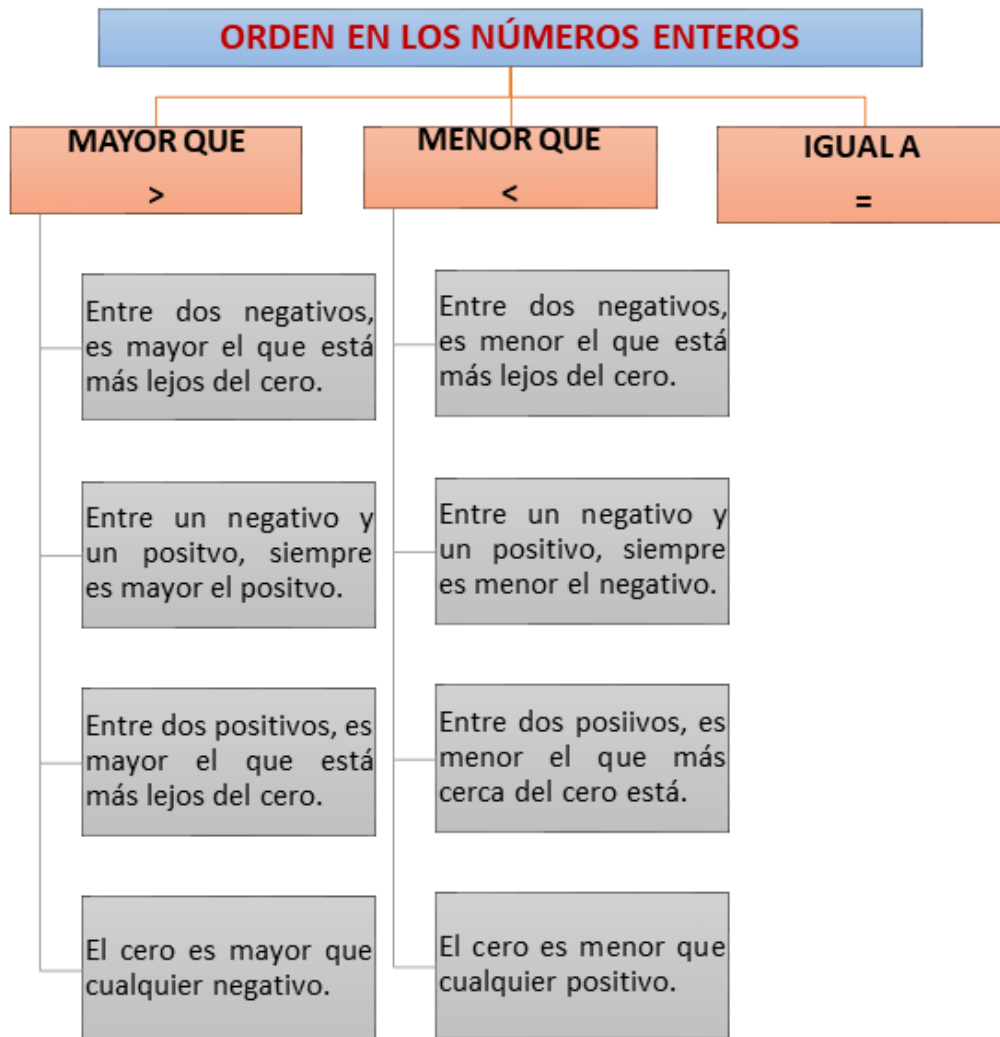 ORDEN EN LOS NÚMEROS ENTEROS
MAYOR QUE
>
Entre dos negativos,
es mayor el que está
más lejos del cero.
Entre un negativo y
un positvo, siempre
es mayor el positvo.
Entre dos positivos, es
mayor el que está
más lejos del cero.
El cero es mayor que
cualquier negativo.
MENOR QUE
<
Entre dos negativos,
es menor el que está
más lejos del cero.
Entre un negativo y
un positivo, siempre
es menor el negativo.
Entre dos posiivos, es
menor el que más
cerca del cero está.
El cero es menor que
cualquier positivo.
IGUAL A
=